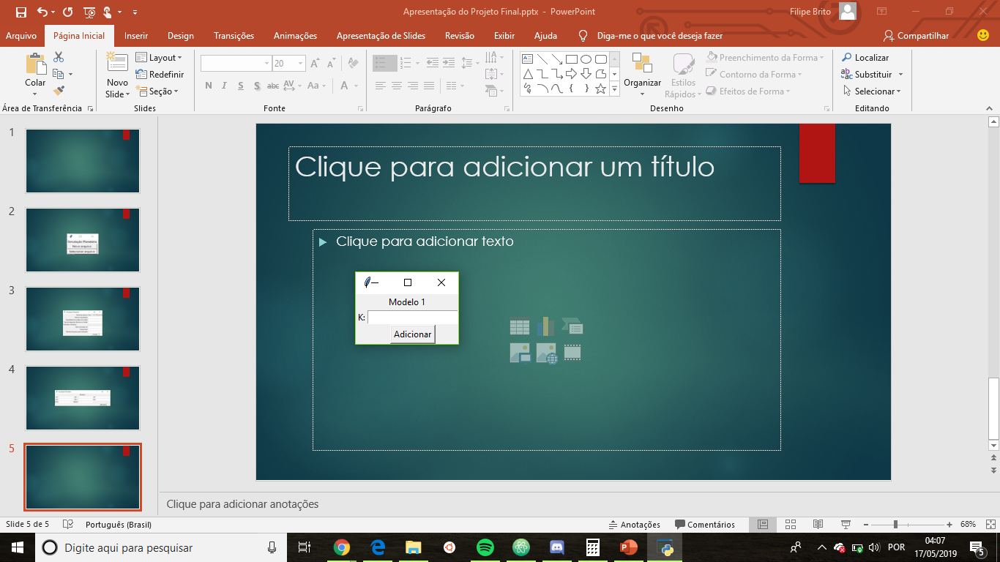 Apresentação do Projeto Final.pptx - PowerPoint
Filipe Brito
Arquivo Página Inicial Inserir Design Transições Animações Apresentação de Slides Revisão Exibir Ajuda Diga-me o que você deseja fazer Compartilhar
Colar
Área de Transferência
Novo Slide
Layout
Redefinir
Seção
Slides
20
N I S S abc AV Aa A
Fonte
Parágrafo
Organizar
Estilos Rápidos
Preenchimento da Forma
Contorno da Forma
Efeitos de Forma
Desenho
Localizar
Substituir
Selecionar
Editando
1
2
Simulação Planetária
3
4
5
Clique para adicionar um título
Clique para adicionar texto
Modelo 1
K:
Adicionar
Clique para adicionar anotações
Slide 5 de 5 Português (Brasil) Anotações Comentários 68%
Digite aqui para pesquisar
POR
04:07
17/05/2019
5